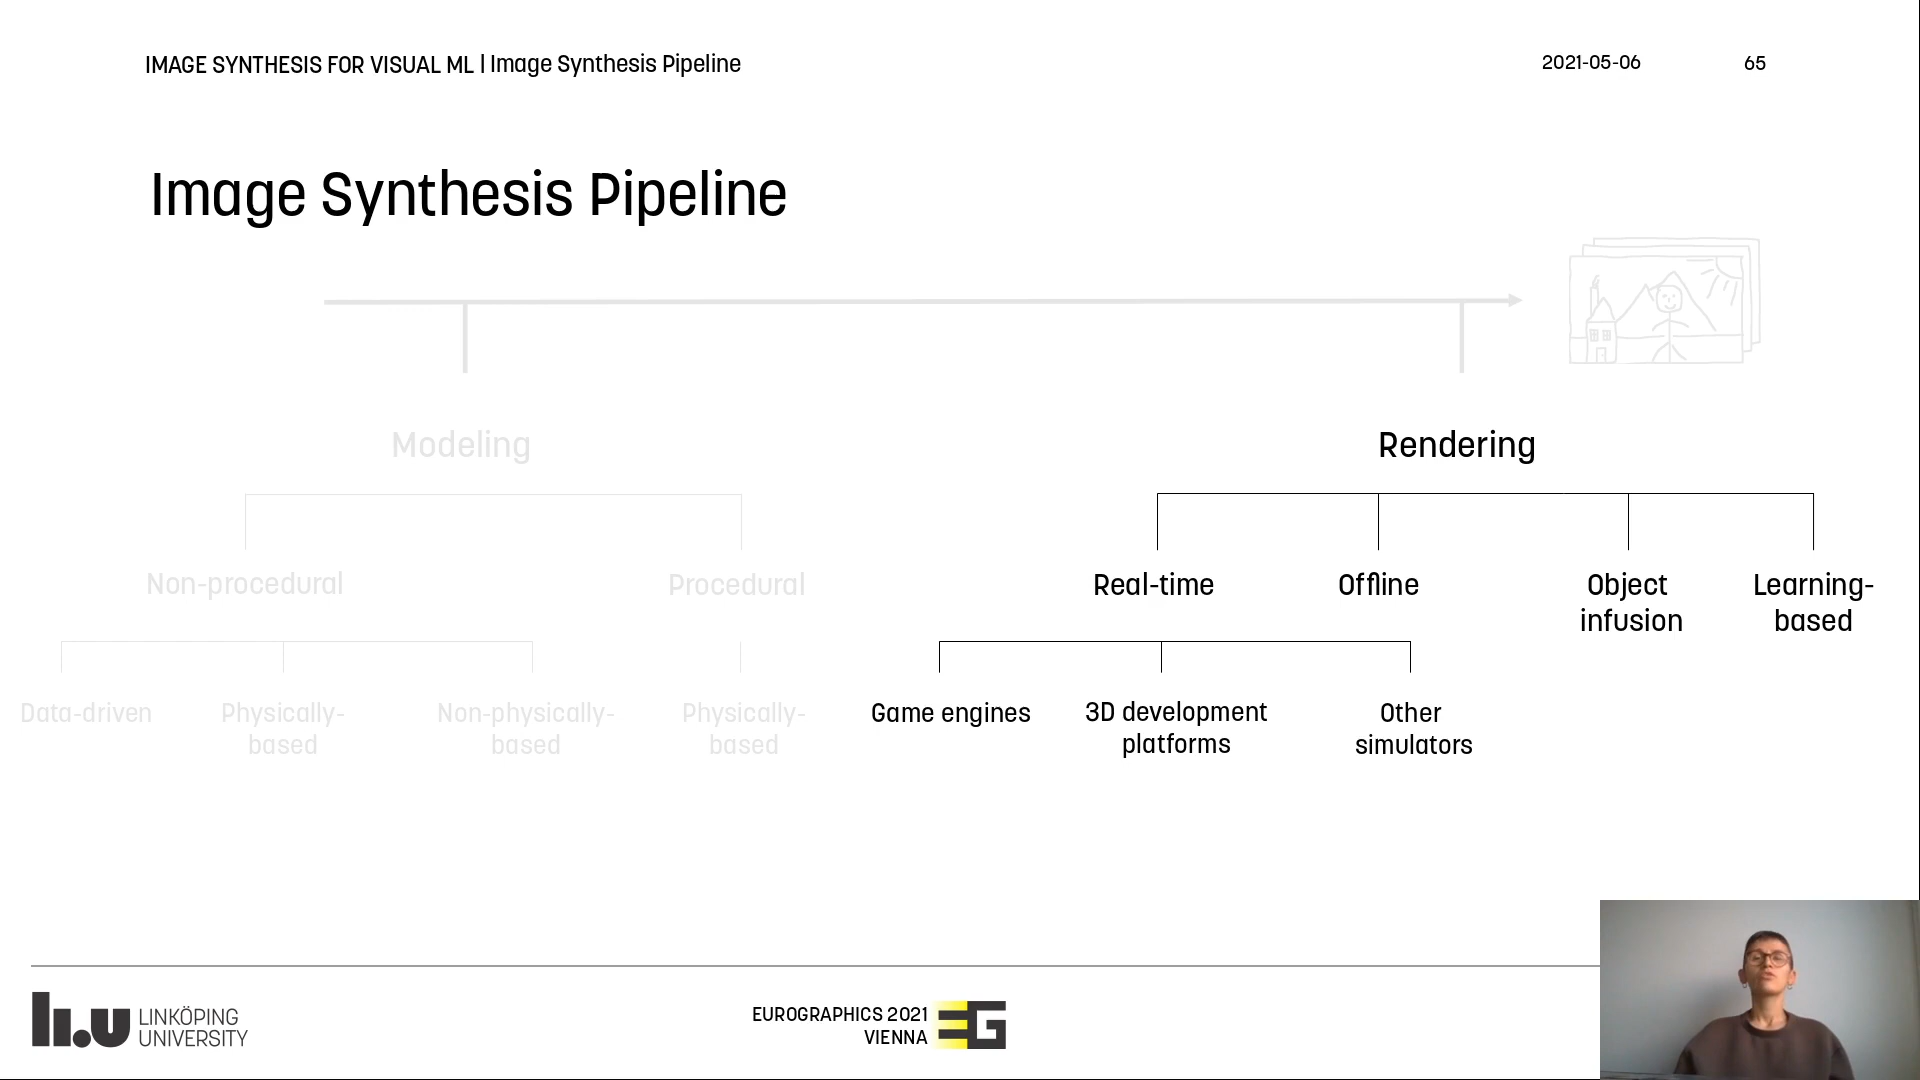 IMAGE SYNTHESIS FOR VISUAL ML | Image Synthesis Pipeline
2021-05-06
65
Image Synthesis Pipeline
Modeling
Rendering
Non-procedural
Procedural
Real-time
Offline
Object
infusion
Learning-
based
Data-driven
Physically-
based
Non-physically-
based
Physically-
based
Game engines
3D development
platforms
Other
simulators
li.u LINKÖPING
UNIVERSITY
EUROGRAPHICS 2021
VIENNA
EG